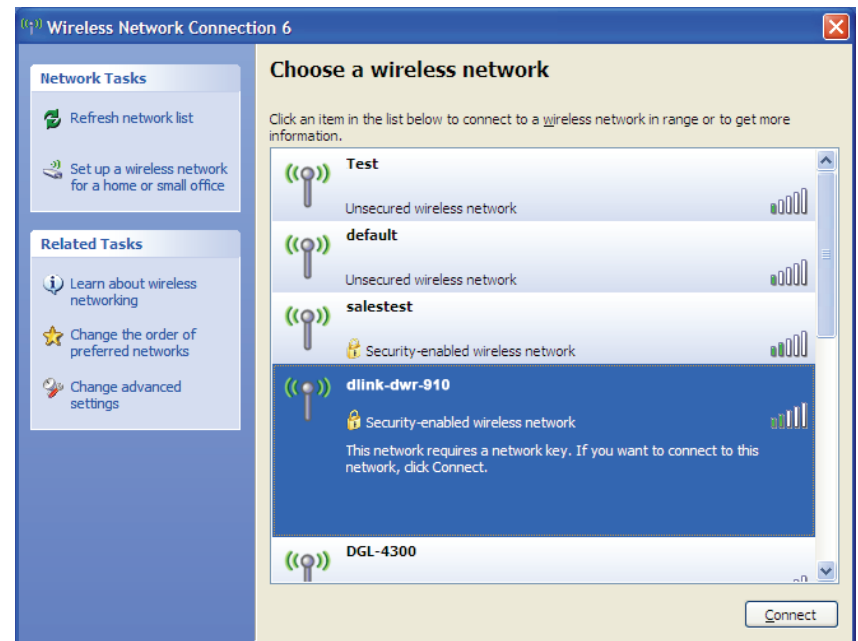 Wireless Network Connection 6
Network Tasks
Refresh network list
Set up a wireless network
for a home or small office
Related Tasks
Learn about wireless
networking
Change the order of
preferred networks
Change advanced
settings
Choose a wireless network
Click an item in the list below to connect to a wireless network in range or to get more
information.
Test
Unsecured wireless network
default
Unsecured wireless network
salestest
Security-enabled wireless network
dlink-dwr-910
Security-enabled wireless network
This network requires a network key. If you want to connect to this
network, click Connect.
DGL-4300
Connect